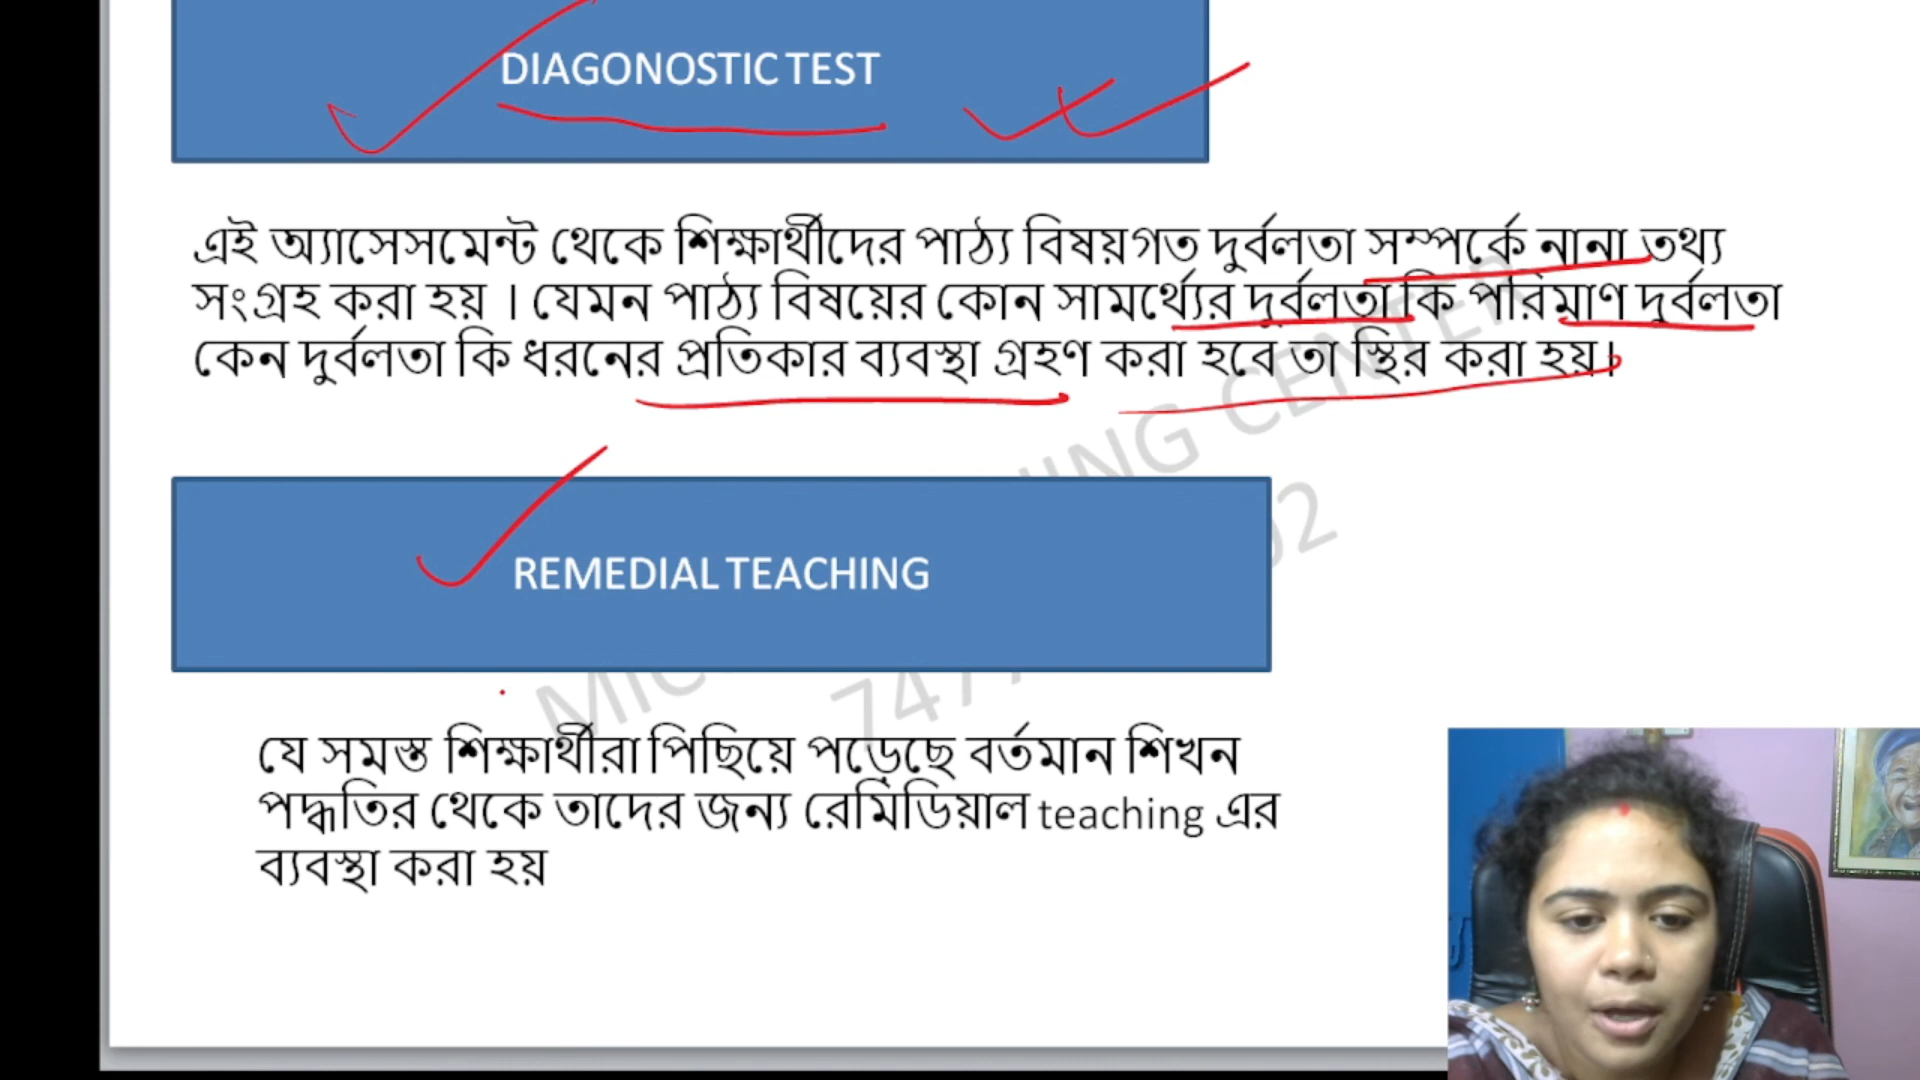 DIAGONOSTIC TEST
এই অ্যাসেসমেন্ট থেকে শিক্ষার্থীদের পাঠ্য বিষয়গত দুর্বলতা সম্পর্কে নানা তথ্য
সংগ্রহ করা হয় । যেমন পাঠ্য বিষয়ের কোন সামর্থ্যের দুর্বলতা কি পরিমাণ দুর্বলতা
কেন দুর্বলতা কি ধরনের প্রতিকার ব্যবস্থা গ্রহণ করা হবে তা স্থির করা হয়।
CENTER
REMEDIAL TEACHING
যে সমস্ত শিক্ষার্থীরা পিছিয়ে পড়েছে বর্তমান শিখন
পদ্ধতির থেকে তাদের জন্য রেমিডিয়াল teaching এর
ব্যবস্থা করা হয়